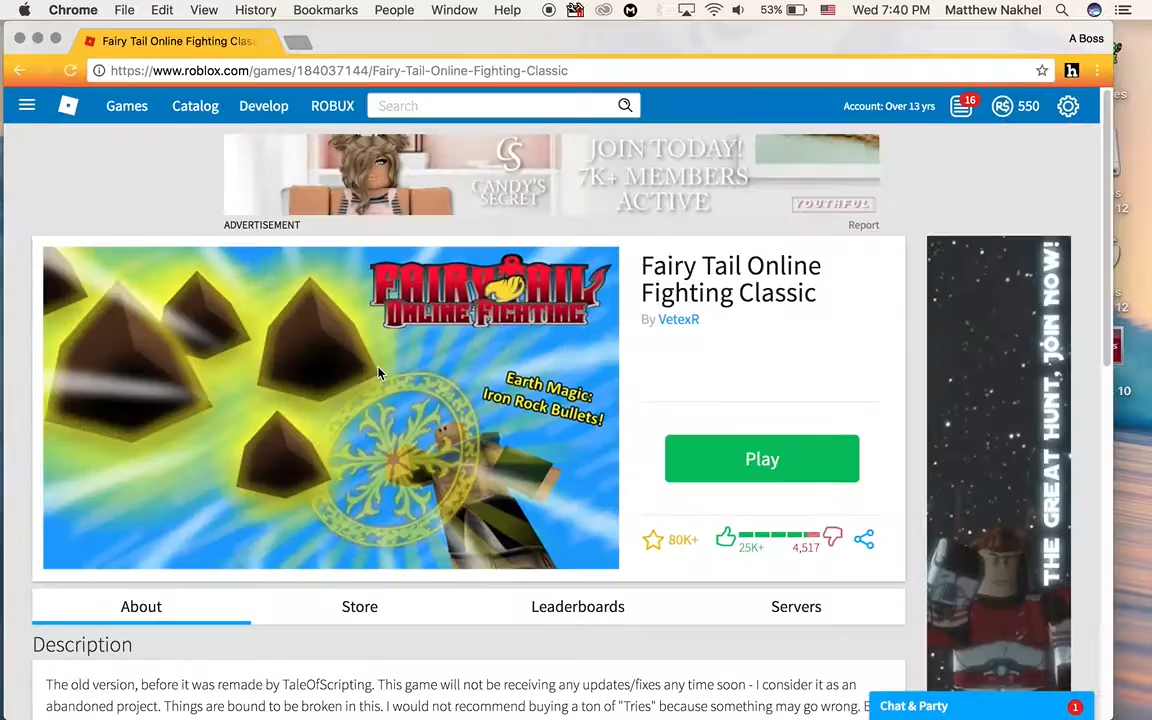 Chrome File Edit View History Bookmarks People Window Help 53% Wed 7:40 PM Matthew Nakhel
Fairy Tail Online Fighting Clas
A Boss
https://www.roblox.com/games/184037144/Fairy-Tail-Online-Fighting-Classic
Games Catalog Develop ROBUX Search Account: Over 13 yrs 16 R$ 550
CS
CANDY'S
SECRET
JOIN TODAY!
7K+ MEMBERS
ACTIVE
YOUTHFUL
ADVERTISEMENT Report
FAIRY TAIL
ONLINE FIGHTING
Earth Magic:
Iron Rock Bullets!
Fairy Tail Online
Fighting Classic
By VetexR
Play
80K+ 25K+ 4,517
THE GREAT HUNT, JOIN NOW!
About Store Leaderboards Servers
Description
The old version, before it was remade by TaleOfScripting. This game will not be receiving any updates/fixes any time soon - I consider it as an
abandoned project. Things are bound to be broken in this. I would not recommend buying a ton of "Tries" because something may go wrong.
Chat & Party 1
es
s
12
s
12
10